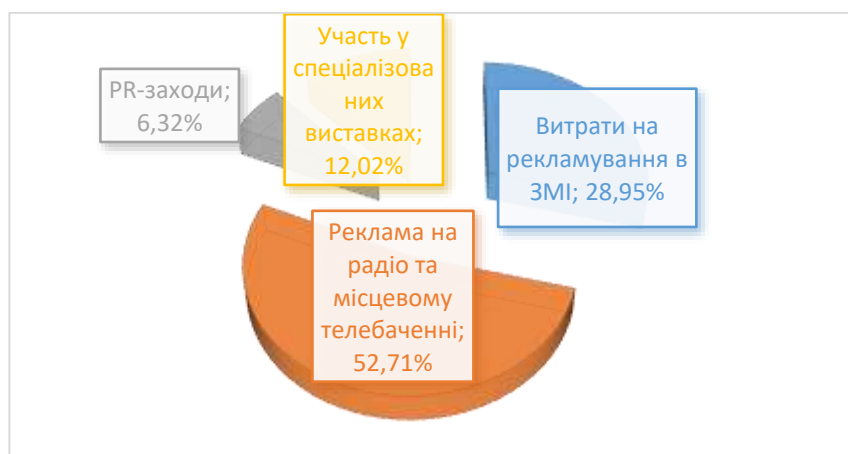 Участь у
спеціалізова
них
виставках;
12,02%
PR-заходи;
6,32%
Витрати на
рекламування в
ЗМІ; 28,95%
Реклама на
радіо та
місцевому
телебаченні;
52,71%